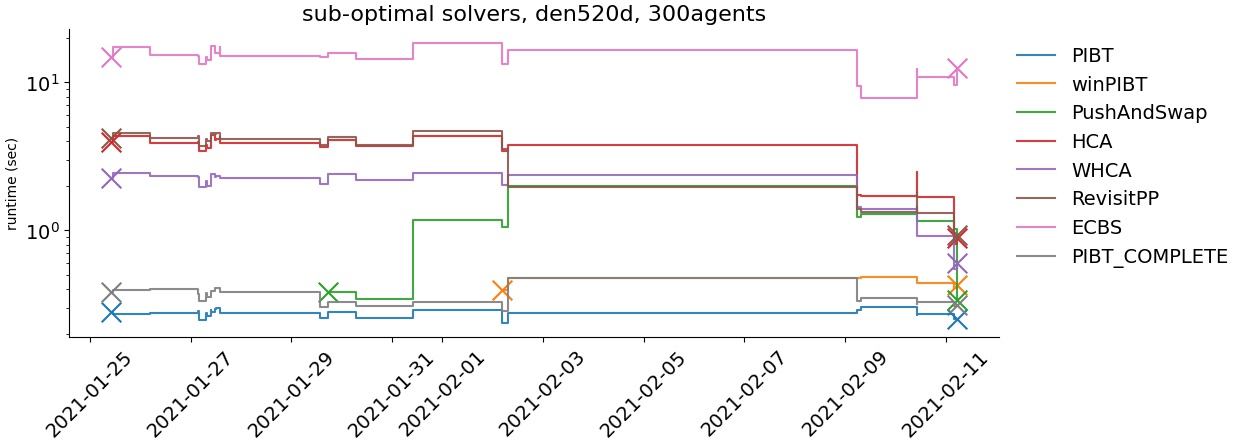 sub-optimal solvers, den520d, 300agents
runtime (sec)
10¹
10⁰
2021-01-25
2021-01-27
2021-01-29
2021-01-31
2021-02-01
2021-02-03
2021-02-05
2021-02-07
2021-02-09
2021-02-11
PIBT
winPIBT
PushAndSwap
HCA
WHCA
RevisitPP
ECBS
PIBT_COMPLETE